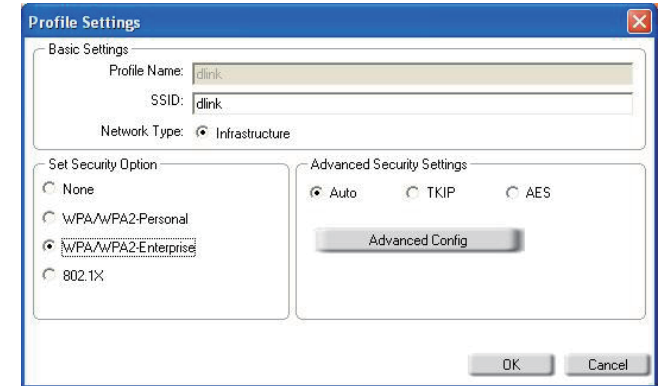 Profile Settings
Basic Settings
Profile Name: dlink
SSID: dlink
Network Type: Infrastructure
Set Security Option
None
WPA/WPA2-Personal
WPA/WPA2-Enterprise
802.1X
Advanced Security Settings
Auto TKIP AES
Advanced Config
OK Cancel